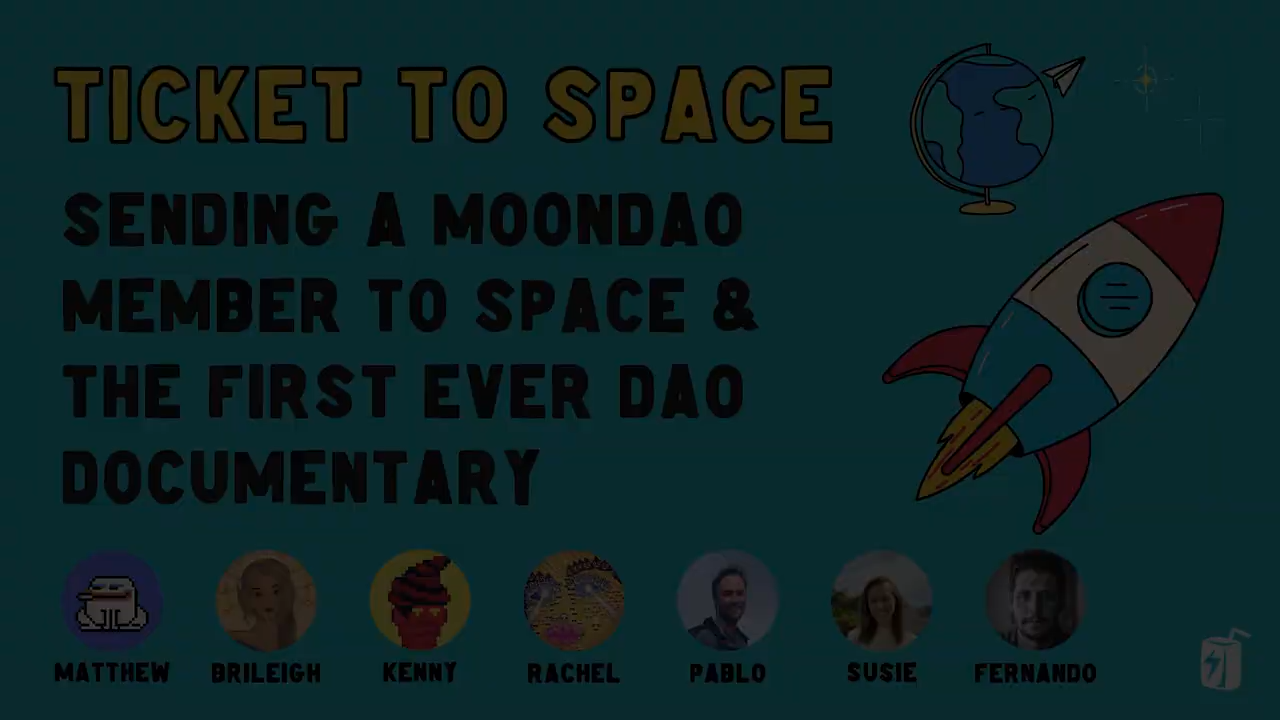 TICKET TO SPACE
SENDING A MOONDAO
MEMBER TO SPACE &
THE FIRST EVER DAO
DOCUMENTARY
MATTHEW BRILEIGH KENNY RACHEL PABLO SUSIE FERNANDO